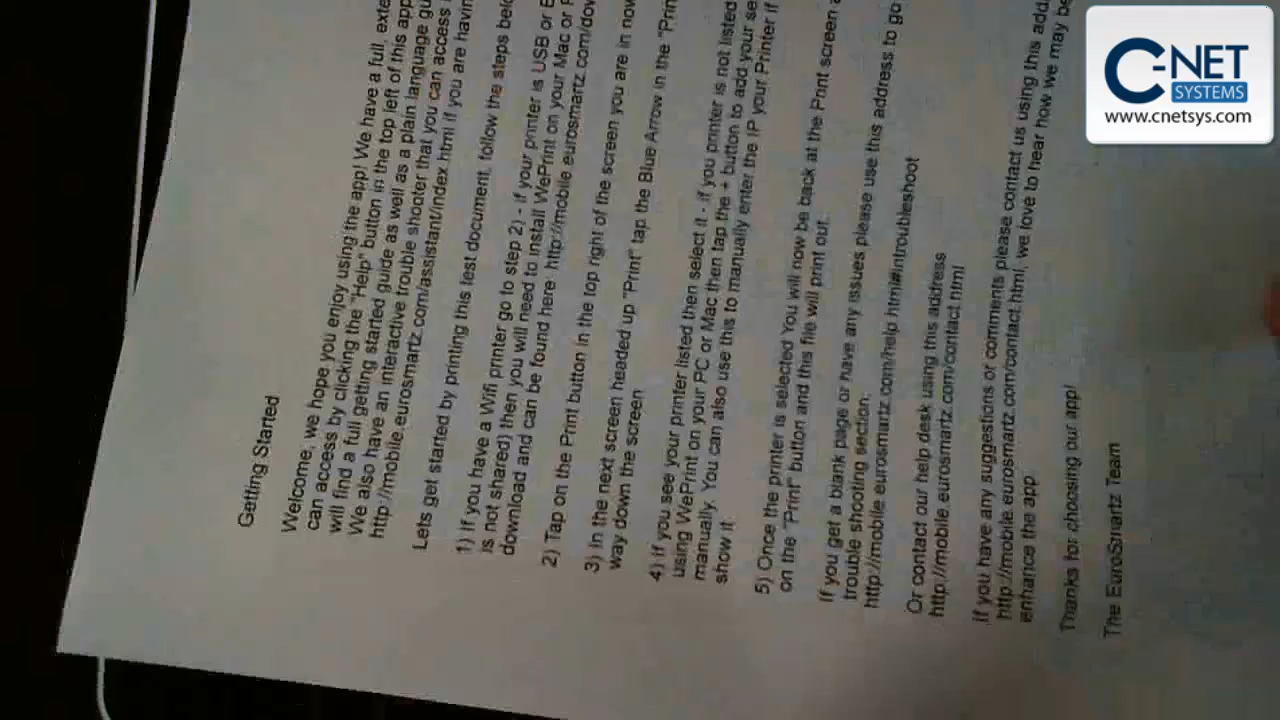 Getting Started
Welcome, we hope you enjoy using the app! We have a full, exte
can access by clicking the "Help" button in the top left of this app
will find a full getting started guide as well as a plain language gu
We also have an interactive trouble shooter that you can access
http://mobile.eurosmartz.com/assistant/index.html if you are havin
Lets get started by printing this test document, follow the steps belo
1) If you have a Wifi printer go to step 2) - if your printer is USB or E
is not shared) then you will need to install WePrint on your Mac or P
download and can be found here: http://mobile.eurosmartz.com/dow
2) Tap on the Print button in the top right of the screen you are in now
3) In the next screen headed up "Print" tap the Blue Arrow in the "Prin
way down the screen
4) If you see your printer listed then select it - if you printer is not listed
using WePrint on your PC or Mac then tap the + button to add your se
manually. You can also use this to manually enter the IP your Printer if
show it.
5) Once the printer is selected You will now be back at the Print screen a
on the "Print" button and this file will print out.
If you get a blank page or have any issues please use this address to go
trouble shooting section;
http://mobile.eurosmartz.com/help.html#introubleshoot
Or contact our help desk using this address
http://mobile.eurosmartz.com/contact.html
If you have any suggestions or comments please contact us using this add
http://mobile.eurosmartz.com/contact.html, we love to hear how we may be
enhance the app
Thanks for choosing our app!
The EuroSmartz Team
C-NET
SYSTEMS
www.cnetsys.com